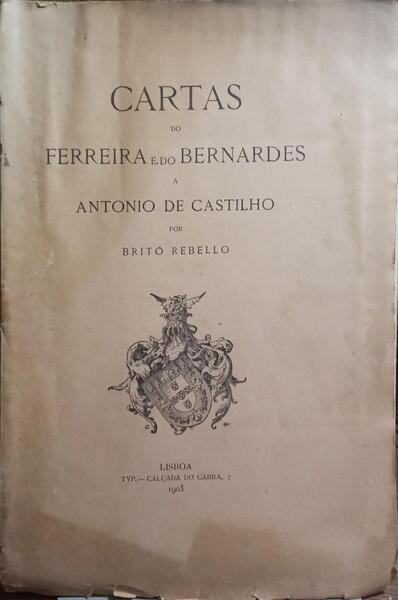 CARTAS
DO
FERREIRA E DO BERNARDES
A
ANTONIO DE CASTILHO
POR
BRITO REBELLO
LISBOA
TYP.— CALÇADA DO CABRA, 7
1903